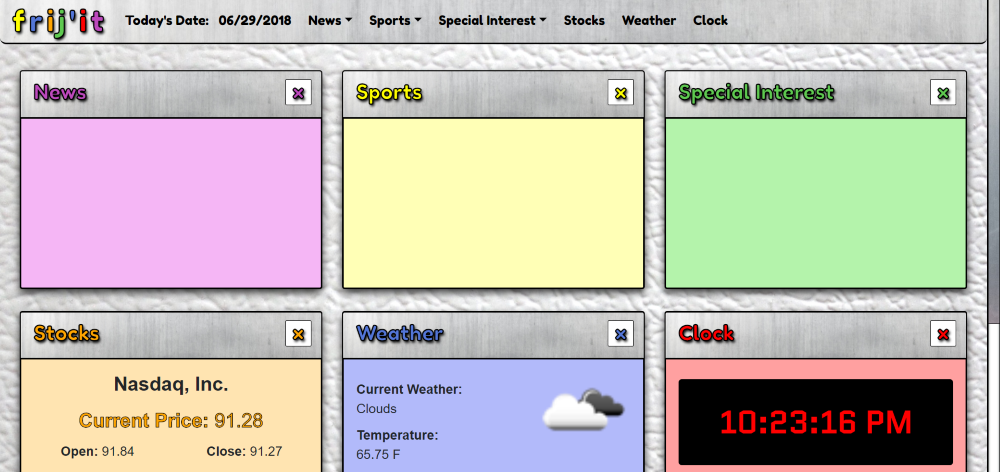 frij'it Today's Date: 06/29/2018 News Sports Special Interest Stocks Weather Clock
News × Sports × Special Interest ×
Stocks × Weather × Clock ×
Nasdaq, Inc.
Current Price: 91.28
Open: 91.84 Close: 91.27
Current Weather:
Clouds
Temperature:
65.75 F
10:23:16 PM